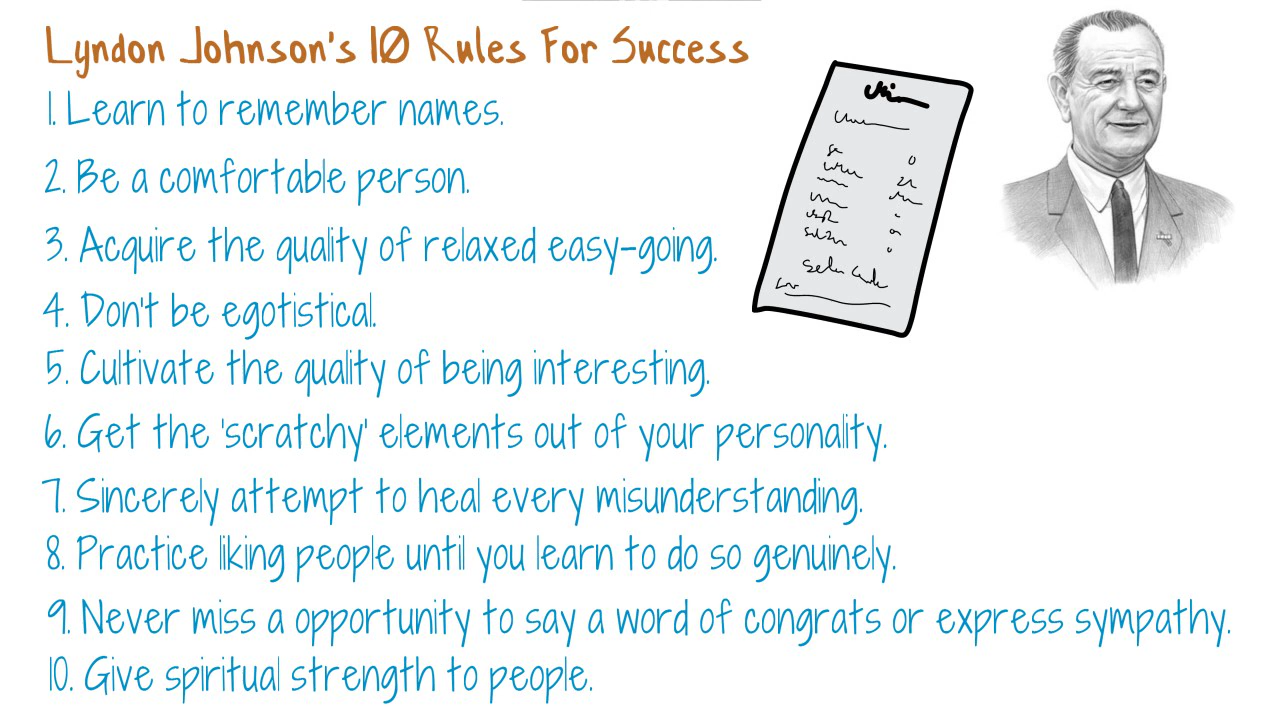 Lyndon Johnson's 10 Rules For Success
1. Learn to remember names.
2. Be a comfortable person.
3. Acquire the quality of relaxed easy-going.
4. Don't be egotistical.
5. Cultivate the quality of being interesting.
6. Get the 'scratchy' elements out of your personality.
7. Sincerely attempt to heal every misunderstanding.
8. Practice liking people until you learn to do so genuinely.
9. Never miss a opportunity to say a word of congrats or express sympathy.
10. Give spiritual strength to people.